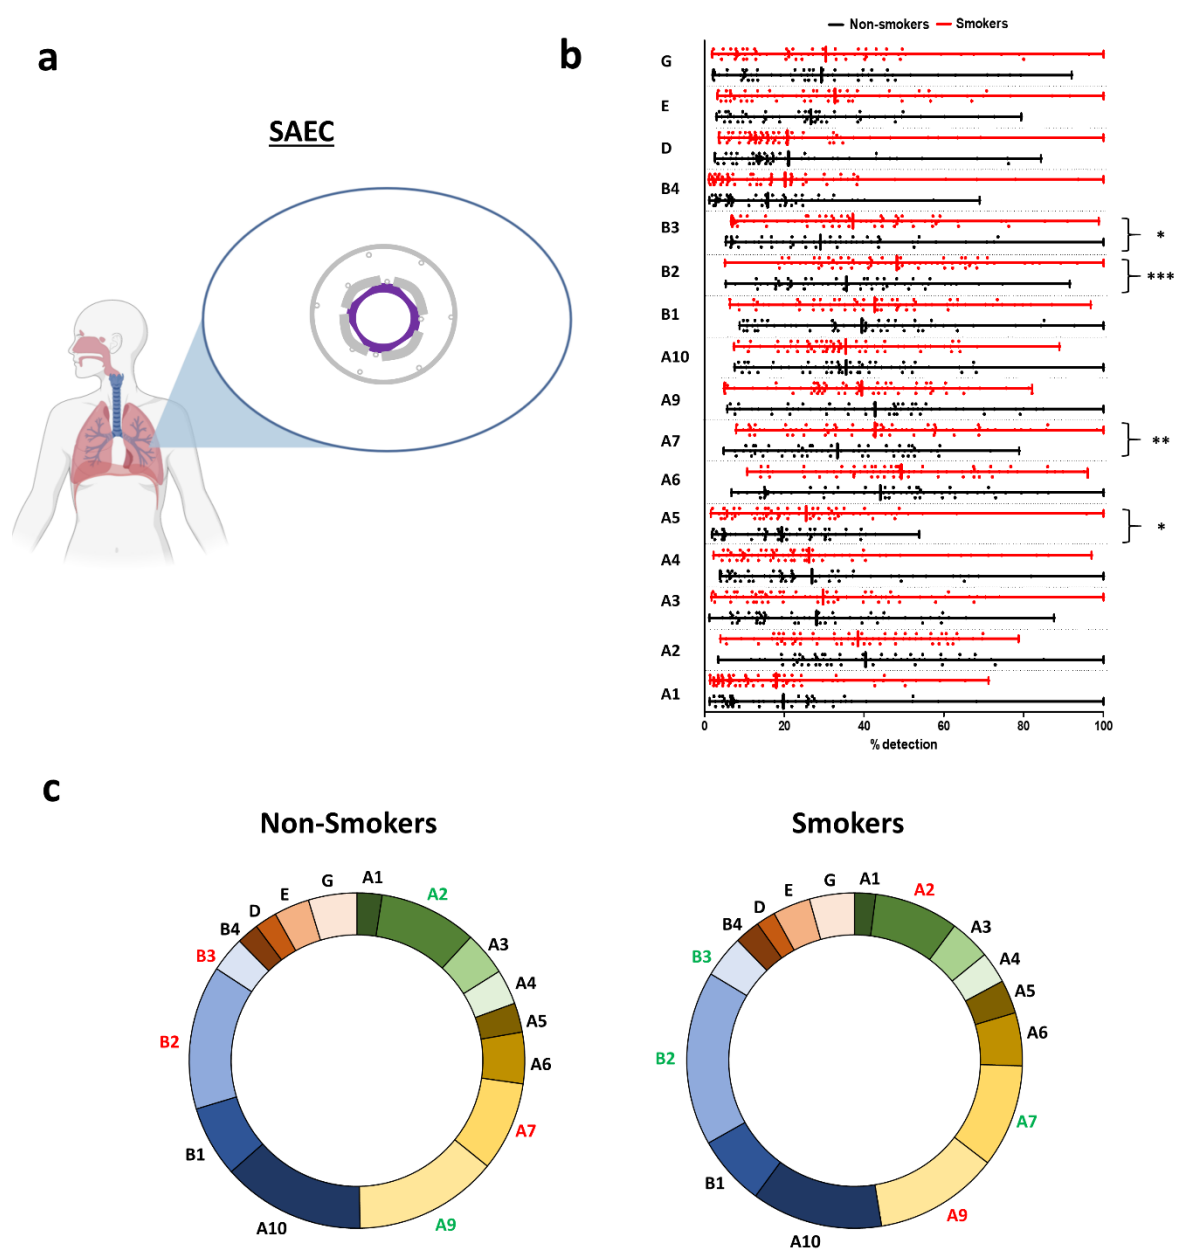 a
SAEC
b
Non-smokers Smokers
G
E
D
B4
B3
*
B2
***
B1
A10
A9
A7
**
A6
A5
*
A4
A3
A2
A1
0 20 40 60 80 100
% detection
c
Non-Smokers
A1
A2
A3
A4
A5
A6
A7
A9
A10
B1
B2
B3
B4
D
E
G
Smokers
A1
A2
A3
A4
A5
A6
A7
A9
A10
B1
B2
B3
B4
D
E
G